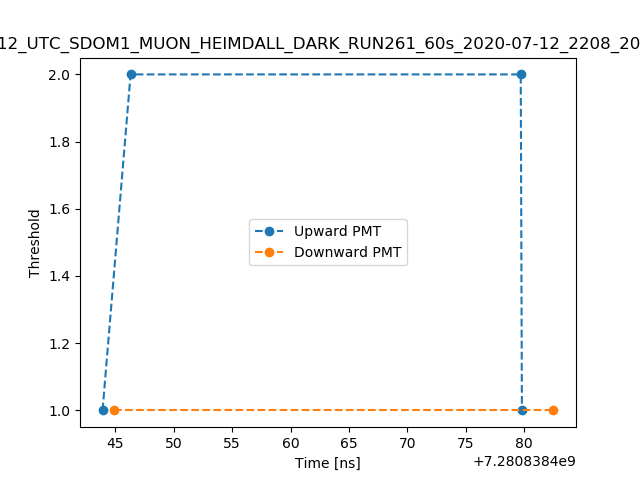 12_UTC_SDOM1_MUON_HEIMDALL_DARK_RUN261_60s_2020-07-12_2208_20
2.0
1.8
1.6
1.4
1.2
1.0
Threshold
Upward PMT
Downward PMT
45 50 55 60 65 70 75 80
Time [ns]
+7.2808384e9